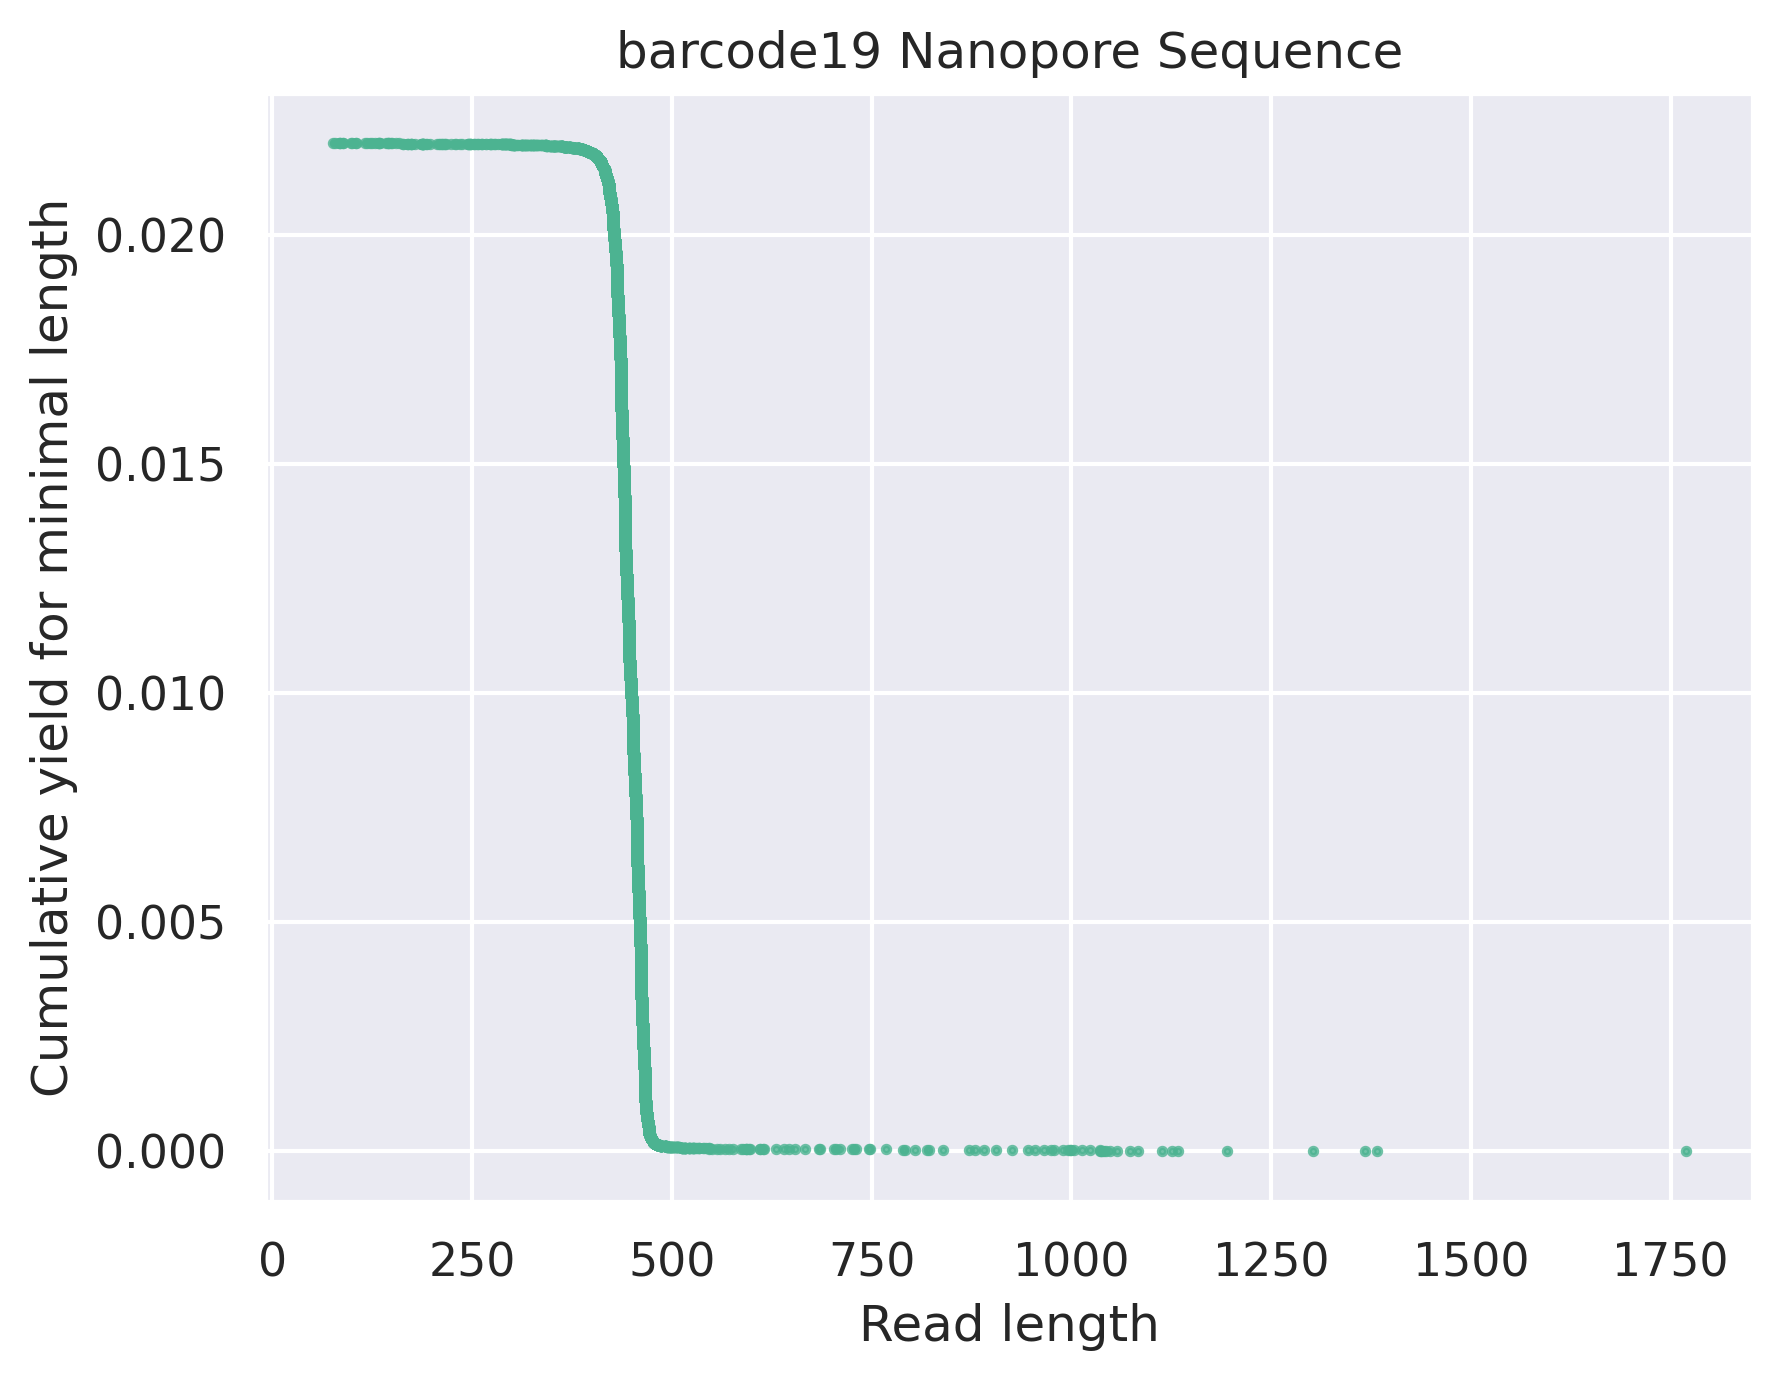 barcode19 Nanopore Sequence
Cumulative yield for minimal length
0.020
0.015
0.010
0.005
0.000
0 250 500 750 1000 1250 1500 1750
Read length